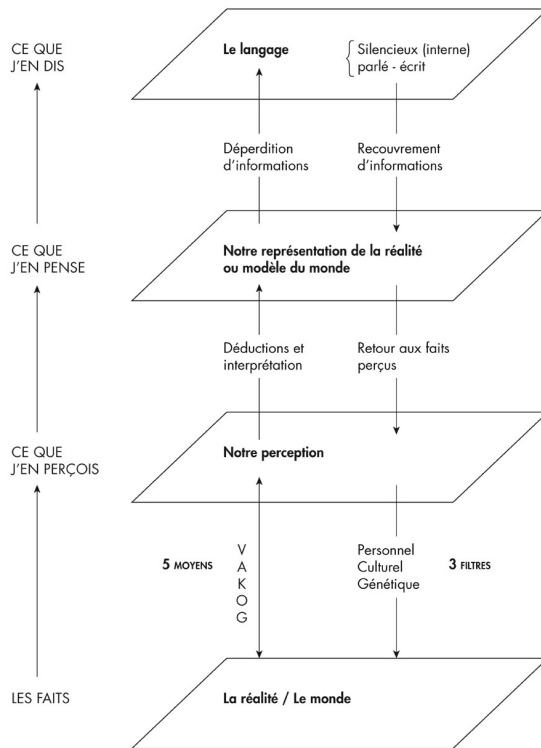 CE QUE
J’EN DIS
Le langage
Silencieux (interne)
parlé - écrit
Déperdition
d’informations
Recouvrement
d’informations
CE QUE
J’EN PENSE
Notre représentation de la réalité
ou modèle du monde
Déductions et
interprétation
Retour aux faits
perçus
CE QUE
J’EN PERÇOIS
Notre perception
5 MOYENS
V
A
K
O
G
Personnel
Culturel
Génétique
3 FILTRES
LES FAITS
La réalité / Le monde